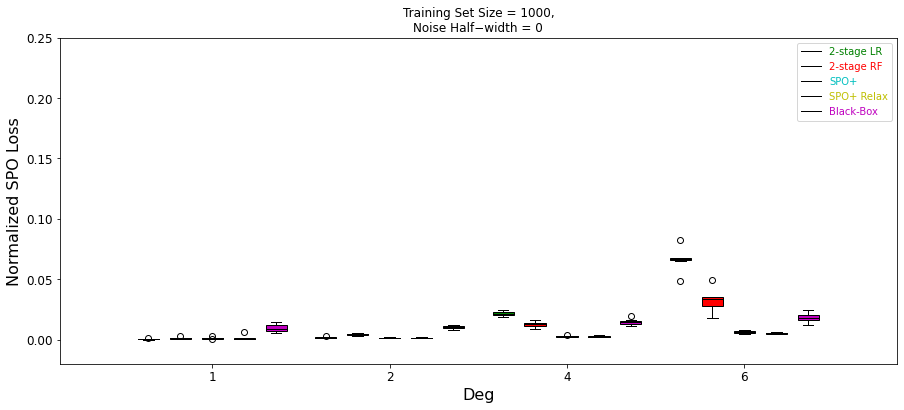 Training Set Size = 1000,
Noise Half−width = 0
0.25
0.20
0.15
0.10
0.05
0.00
Normalized SPO Loss
2-stage LR
2-stage RF
SPO+
SPO+ Relax
Black-Box
1 2 4 6
Deg